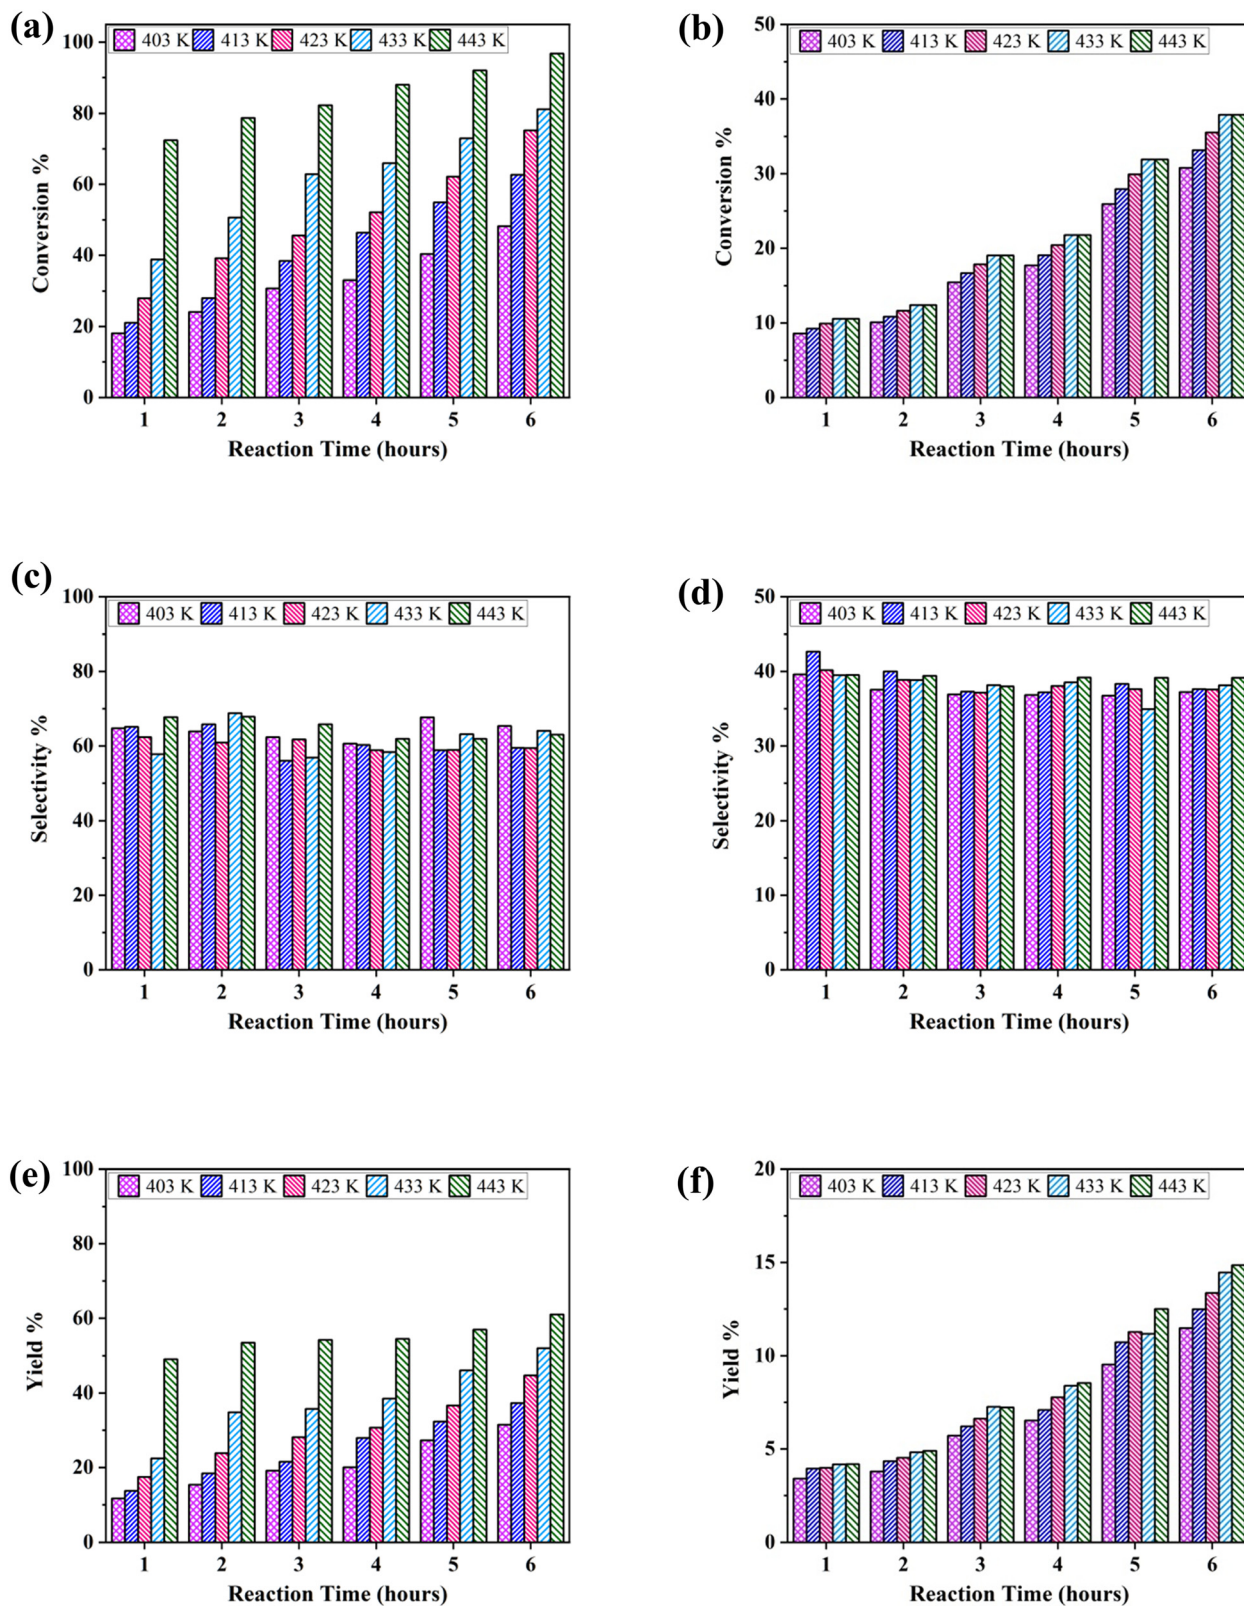 (a)
403 K 413 K 423 K 433 K 443 K
Conversion %
100
80
60
40
20
0
1 2 3 4 5 6
Reaction Time (hours)
(b)
403 K 413 K 423 K 433 K 443 K
Conversion %
50
40
30
20
10
0
1 2 3 4 5 6
Reaction Time (hours)
(c)
403 K 413 K 423 K 433 K 443 K
Selectivity %
100
80
60
40
20
0
1 2 3 4 5 6
Reaction Time (hours)
(d)
403 K 413 K 423 K 433 K 443 K
Selectivity %
50
40
30
20
10
0
1 2 3 4 5 6
Reaction Time (hours)
(e)
403 K 413 K 423 K 433 K 443 K
Yield %
100
80
60
40
20
0
1 2 3 4 5 6
Reaction Time (hours)
(f)
403 K 413 K 423 K 433 K 443 K
Yield %
20
15
10
5
0
1 2 3 4 5 6
Reaction Time (hours)